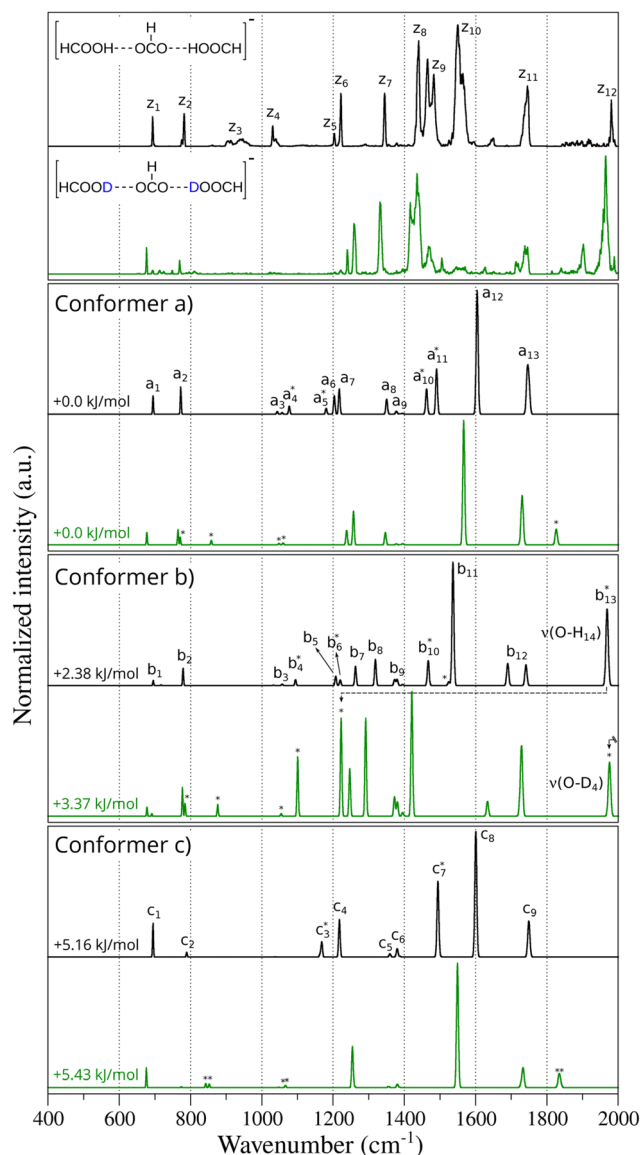 H
[HCOOH---OCO---HOOCH]⁻
z₁ z₂ z₃ z₄ z₅ z₆ z₇ z₈ z₉ z₁₀ z₁₁ z₁₂
H
[HCOOD---OCO---DOOCH]⁻
Conformer a)
a₁ a₂ a₃ a₄* a₅* a₆ a₇ a₈ a₉ a₁₀* a₁₁* a₁₂ a₁₃
+0.0 kJ/mol
* * * * *
+0.0 kJ/mol
Conformer b)
b₁ b₂ b₃ b₄* b₅ b₆* b₇ b₈ b₉ b₁₀* * b₁₁ b₁₂ b₁₃*
ν(O-H₁₄)
+2.38 kJ/mol
* * * * * *
ν(O-D₄)
+3.37 kJ/mol
Conformer c)
c₁ c₂ c₃* c₄ c₅ c₆ c₇* c₈ c₉
+5.16 kJ/mol
** ** **
+5.43 kJ/mol
400 600 800 1000 1200 1400 1600 1800 2000
Wavenumber (cm⁻¹)
Normalized intensity (a.u.)